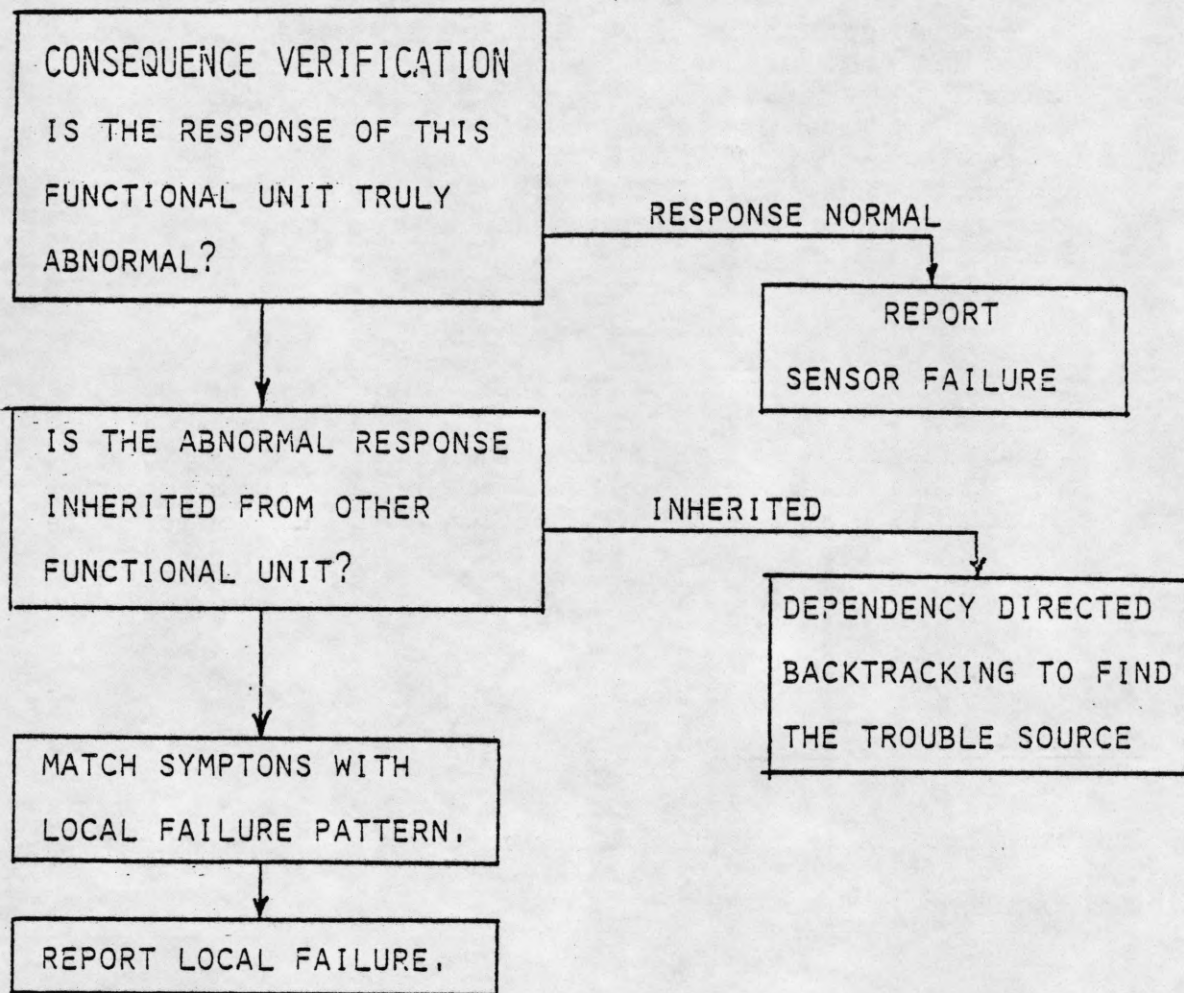 CONSEQUENCE VERIFICATION
IS THE RESPONSE OF THIS
FUNCTIONAL UNIT TRULY
ABNORMAL?
RESPONSE NORMAL
REPORT
SENSOR FAILURE
IS THE ABNORMAL RESPONSE
INHERITED FROM OTHER
FUNCTIONAL UNIT?
INHERITED
DEPENDENCY DIRECTED
BACKTRACKING TO FIND
THE TROUBLE SOURCE
MATCH SYMPTONS WITH
LOCAL FAILURE PATTERN.
REPORT LOCAL FAILURE.